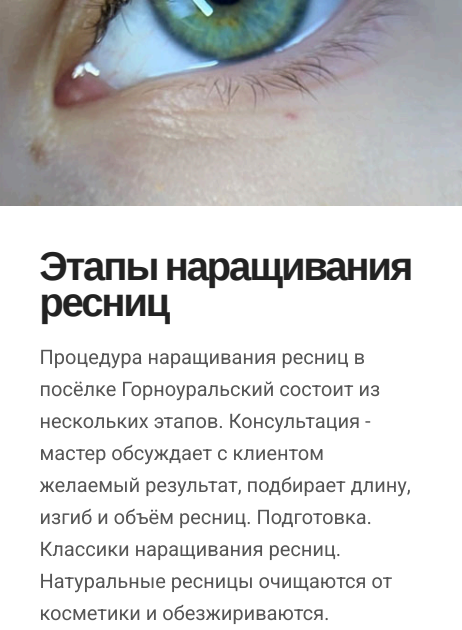 Этапы наращивания
ресниц
Процедура наращивания ресниц в
посёлке Горноуральский состоит из
нескольких этапов. Консультация -
мастер обсуждает с клиентом
желаемый результат, подбирает длину,
изгиб и объём ресниц. Подготовка.
Классики наращивания ресниц.
Натуральные ресницы очищаются от
косметики и обезжириваются.